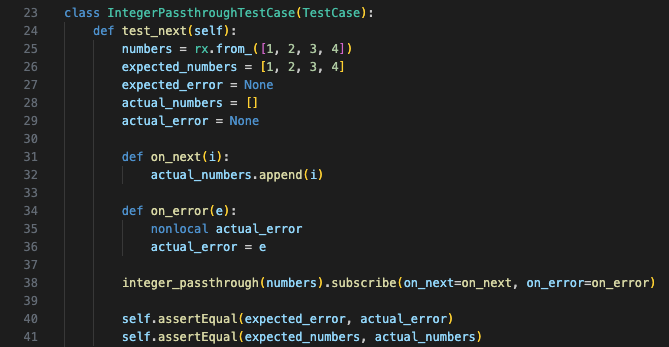 23 class IntegerPassthroughTestCase(TestCase):
24     def test_next(self):
25         numbers = rx.from_([1, 2, 3, 4])
26         expected_numbers = [1, 2, 3, 4]
27         expected_error = None
28         actual_numbers = []
29         actual_error = None
30
31         def on_next(i):
32             actual_numbers.append(i)
33
34         def on_error(e):
35             nonlocal actual_error
36             actual_error = e
37
38         integer_passthrough(numbers).subscribe(on_next=on_next, on_error=on_error)
39
40         self.assertEqual(expected_error, actual_error)
41         self.assertEqual(expected_numbers, actual_numbers)